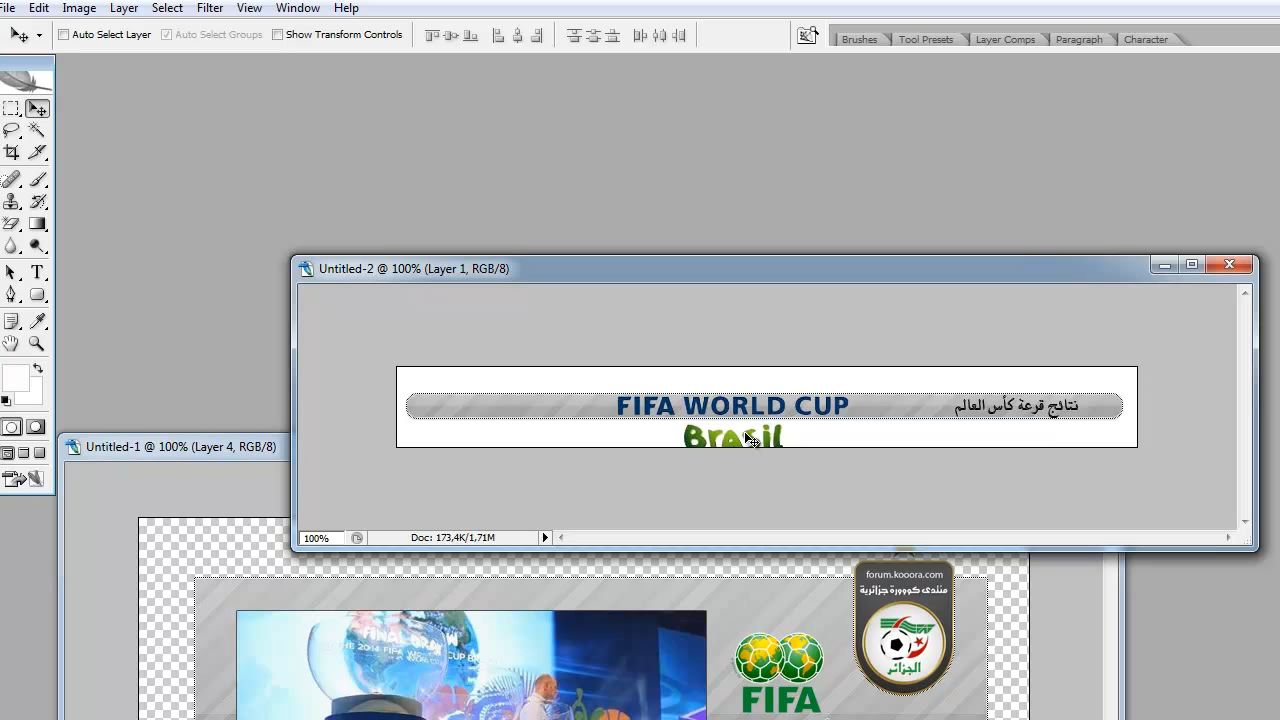 File Edit Image Layer Select Filter View Window Help
Auto Select Layer Auto Select Groups Show Transform Controls
Brushes Tool Presets Layer Comps Paragraph Character
Untitled-2 @ 100% (Layer 1, RGB/8)
FIFA WORLD CUP
نتائج قرعة كأس العالم
Brasil
Untitled-1 @ 100% (Layer 4, RGB/8)
100% Doc: 173,4K/1,71M
forum.kooora.com
منتدى كووورة جزائرية
الجزائر
FINAL DRAW
FIFA